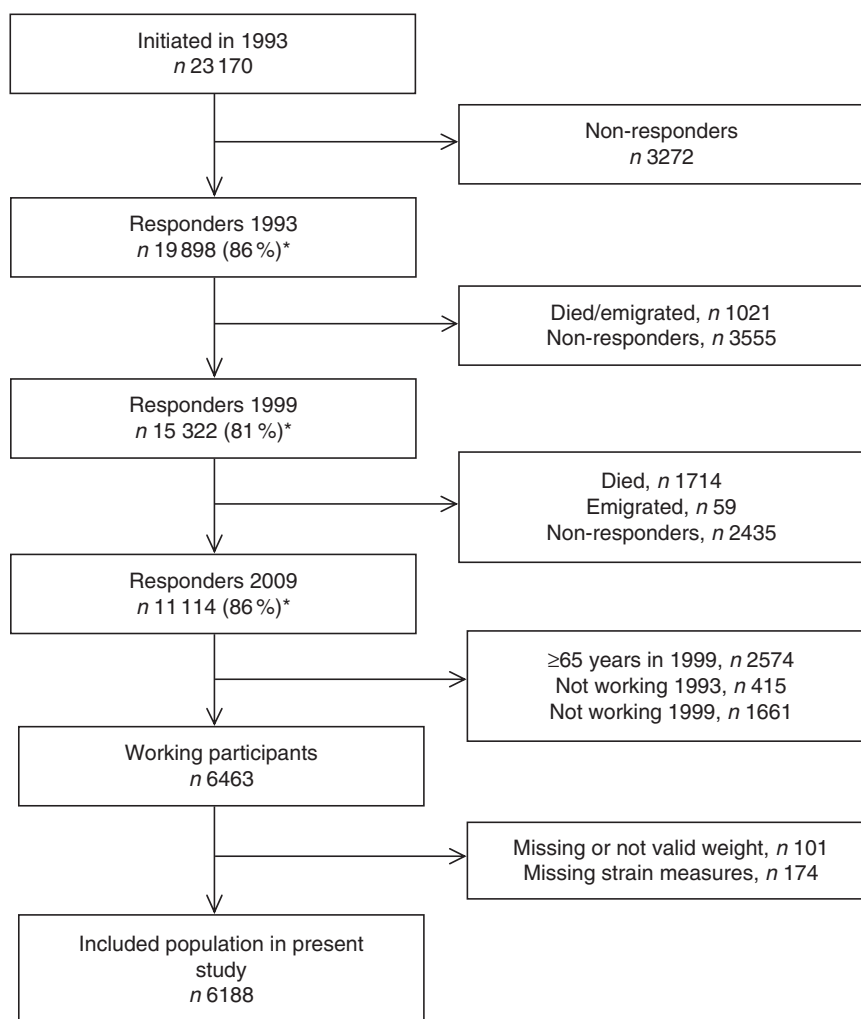 Initiated in 1993
n 23 170
Non-responders
n 3272
Responders 1993
n 19 898 (86 %)*
Died/emigrated, n 1021
Non-responders, n 3555
Responders 1999
n 15 322 (81 %)*
Died, n 1714
Emigrated, n 59
Non-responders, n 2435
Responders 2009
n 11 114 (86 %)*
≥65 years in 1999, n 2574
Not working 1993, n 415
Not working 1999, n 1661
Working participants
n 6463
Missing or not valid weight, n 101
Missing strain measures, n 174
Included population in present
study
n 6188